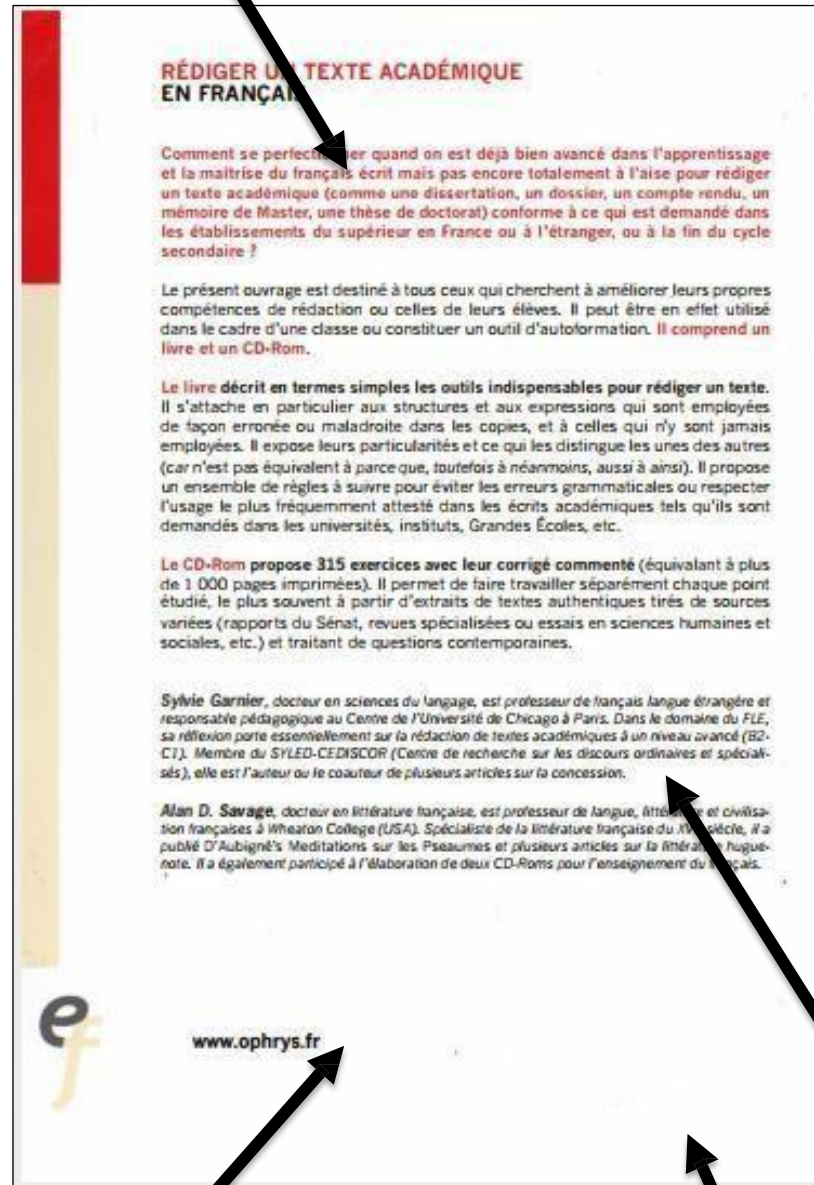 RÉDIGER UN TEXTE ACADÉMIQUE
EN FRANÇAIS
Comment se perfectionner quand on est déjà bien avancé dans l'apprentissage
et la maîtrise du français écrit mais pas encore totalement à l'aise pour rédiger
un texte académique (comme une dissertation, un dossier, un compte rendu, un
mémoire de Master, une thèse de doctorat) conforme à ce qui est demandé dans
les établissements du supérieur en France ou à l'étranger, ou à la fin du cycle
secondaire ?
Le présent ouvrage est destiné à tous ceux qui cherchent à améliorer leurs propres
compétences de rédaction ou celles de leurs élèves. Il peut être en effet utilisé
dans le cadre d'une classe ou constituer un outil d'autoformation. Il comprend un
livre et un CD-Rom.
Le livre décrit en termes simples les outils indispensables pour rédiger un texte.
Il s'attache en particulier aux structures et aux expressions qui sont employées
de façon erronée ou maladroite dans les copies, et à celles qui n'y sont jamais
employées. Il expose leurs particularités et ce qui les distingue les unes des autres
(car n'est pas équivalent à parce que, toutefois à néanmoins, aussi à ainsi). Il propose
un ensemble de règles à suivre pour éviter les erreurs grammaticales ou respecter
l'usage le plus fréquemment attesté dans les écrits académiques tels qu'ils sont
demandés dans les universités, instituts, Grandes Écoles, etc.
Le CD-Rom propose 315 exercices avec leur corrigé commenté (équivalant à plus
de 1 000 pages imprimées). Il permet de faire travailler séparément chaque point
étudié, le plus souvent à partir d'extraits de textes authentiques tirés de sources
variées (rapports du Sénat, revues spécialisées ou essais en sciences humaines et
sociales, etc.) et traitant de questions contemporaines.
Sylvie Garnier, docteur en sciences du langage, est professeur de français langue étrangère et
responsable pédagogique au Centre de l'Université de Chicago à Paris. Dans le domaine du FLE,
sa réflexion porte essentiellement sur la rédaction de textes académiques à un niveau avancé (B2-
C1). Membre du SYLED-CEDISCOR (Centre de recherche sur les discours ordinaires et spéciali-
sés), elle est l'auteur ou le coauteur de plusieurs articles sur la concession.
Alan D. Savage, docteur en littérature française, est professeur de langue, littérature et civilisa-
tion françaises à Wheaton College (USA). Spécialiste de la littérature française du siècle, il a
publié D'Aubigné's Meditations sur les Pseaumes et plusieurs articles sur la littérature hugue-
note. Il a également participé à l'élaboration de deux CD-Roms pour l'enseignement du français.
ef
www.ophrys.fr